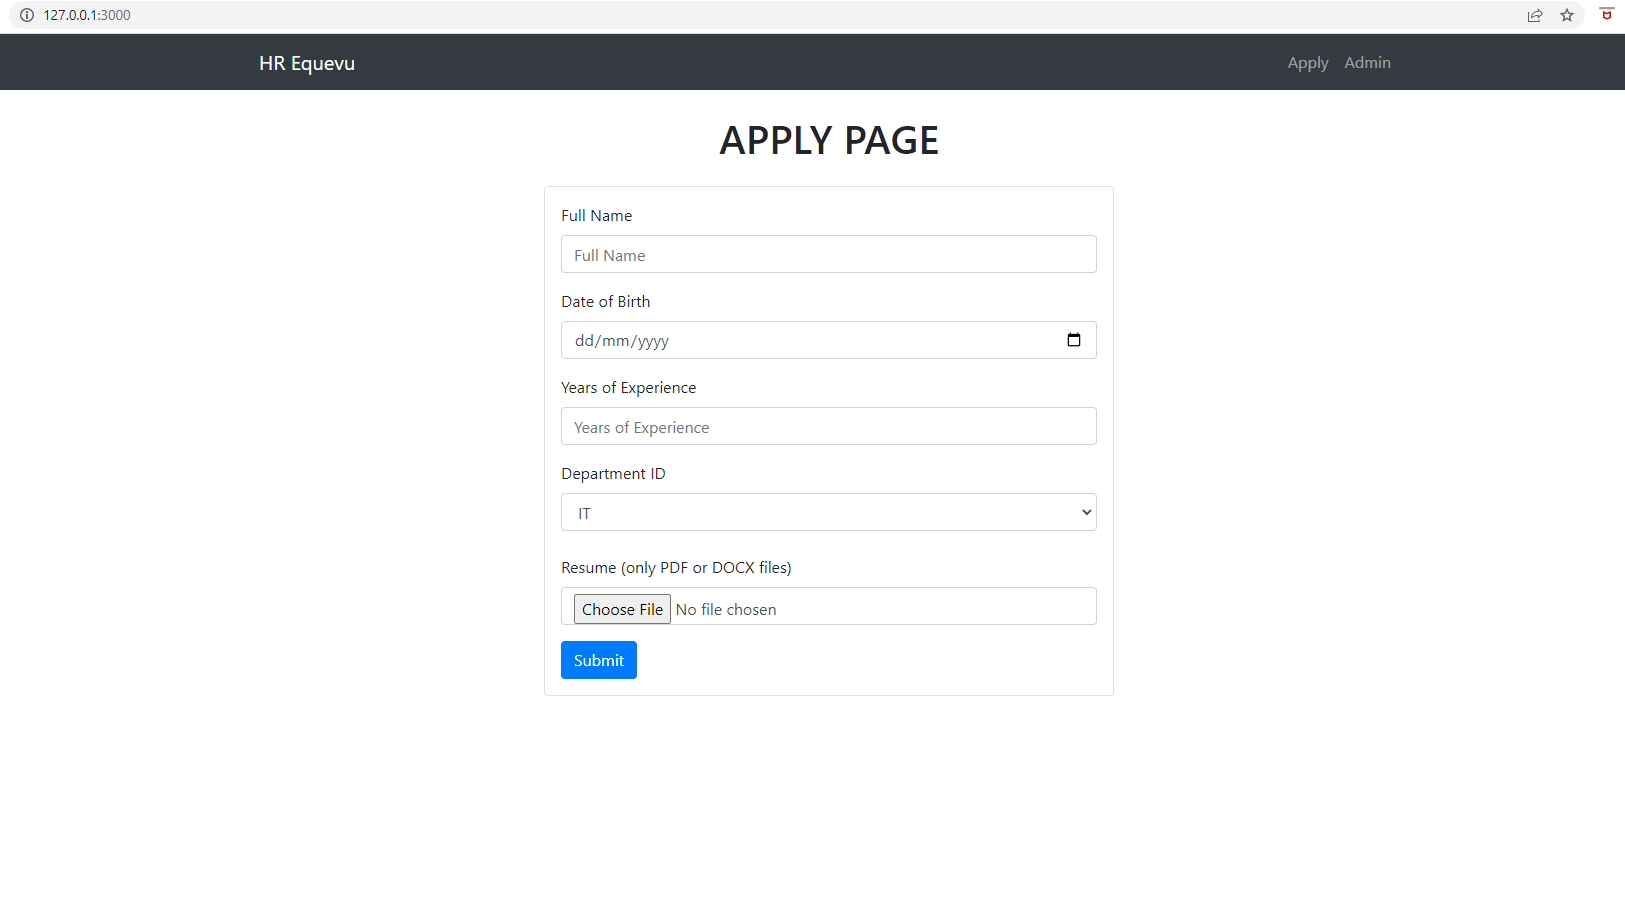 127.0.0.1:3000
HR Equevu
Apply Admin
APPLY PAGE
Full Name
Full Name
Date of Birth
dd/mm/yyyy
Years of Experience
Years of Experience
Department ID
IT
Resume (only PDF or DOCX files)
Choose File No file chosen
Submit